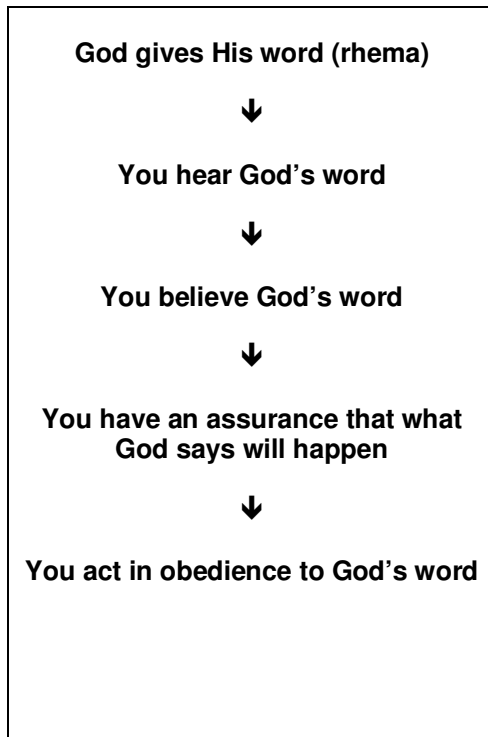 God gives His word (rhema)
🡻
You hear God’s word
🡻
You believe God’s word
🡻
You have an assurance that what
God says will happen
🡻
You act in obedience to God’s word